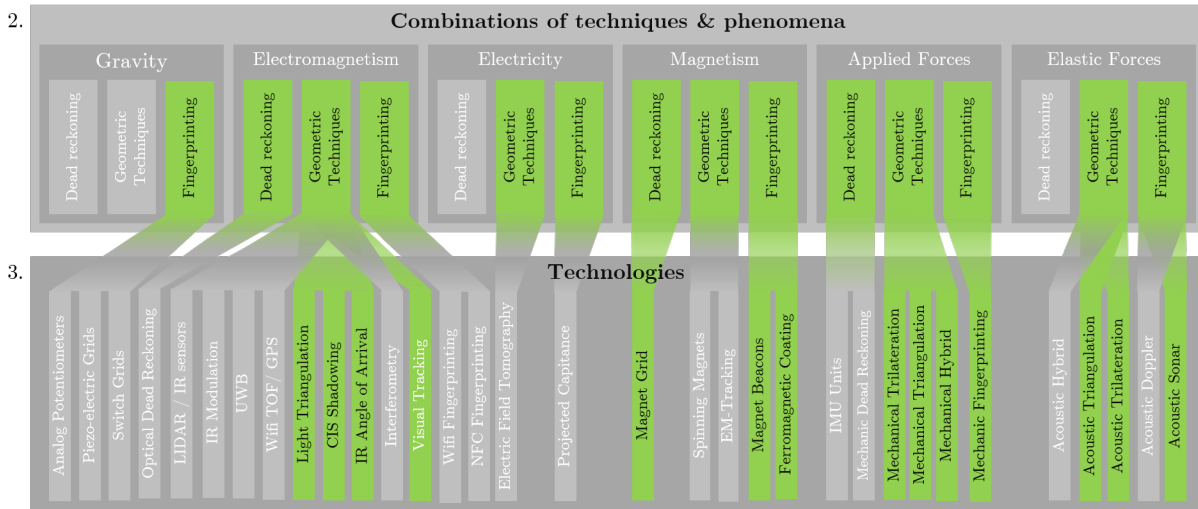 2.
Combinations of techniques & phenomena
Gravity
Electromagnetism
Electricity
Magnetism
Applied Forces
Elastic Forces
Dead reckoning
Geometric
Techniques
Fingerprinting
Dead reckoning
Geometric
Techniques
Fingerprinting
Dead reckoning
Geometric
Techniques
Fingerprinting
Dead reckoning
Geometric
Techniques
Fingerprinting
Dead reckoning
Geometric
Techniques
Fingerprinting
Dead reckoning
Geometric
Techniques
Fingerprinting
3.
Technologies
Analog Potentiometers
Piezo-electric Grids
Switch Grids
Optical Dead Reckoning
LIDAR / IR sensors
IR Modulation
UWB
Wifi TOF/ GPS
Light Triangulation
CIS Shadowing
IR Angle of Arrival
Interferometry
Visual Tracking
Wifi Fingerprinting
NFC Fingerprinting
Electric Field Tomography
Projected Capitance
Magnet Grid
Spinning Magnets
EM-Tracking
Magnet Beacons
Ferromagnetic Coating
IMU Units
Mechanic Dead Reckoning
Mechanical Trilateration
Mechanical Triangulation
Mechanical Hybrid
Mechanic Fingerprinting
Acoustic Hybrid
Acoustic Triangulation
Acoustic Trilateration
Acoustic Doppler
Acoustic Sonar